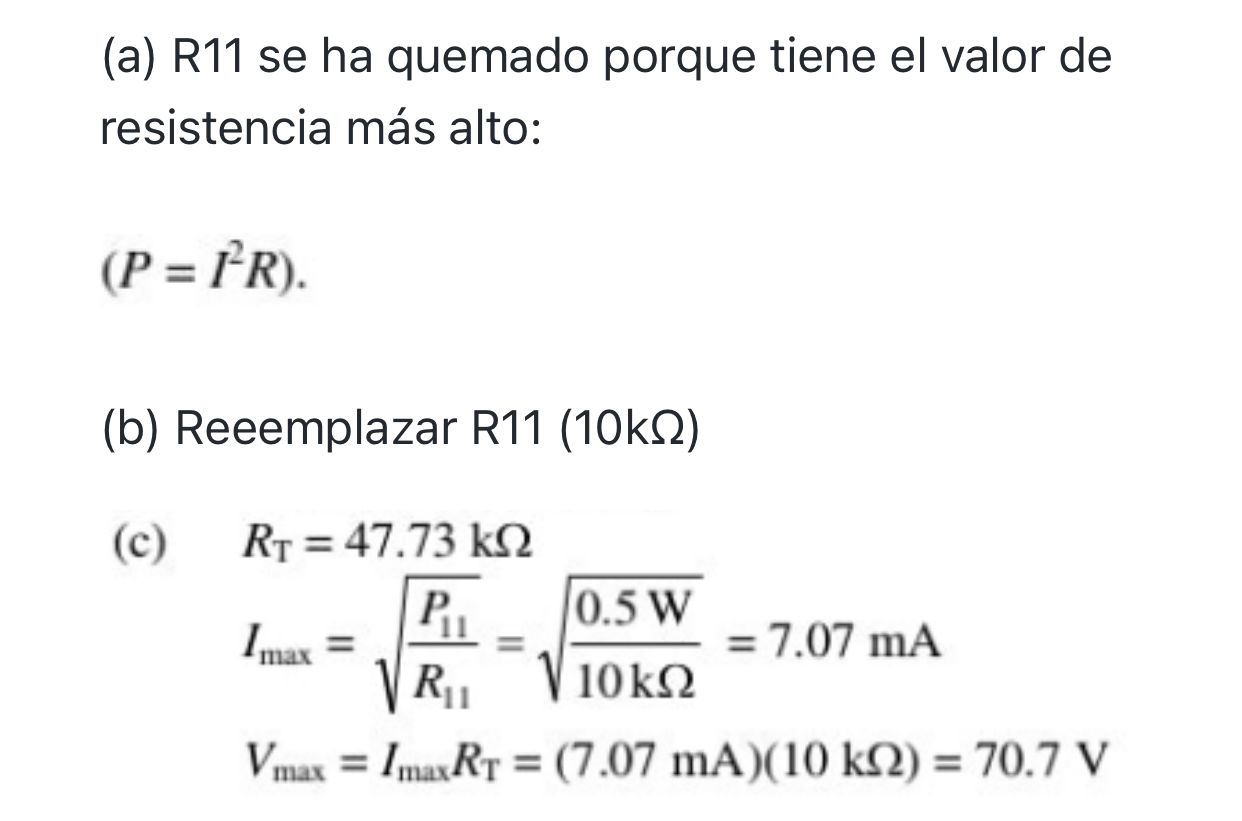 (a) R11 se ha quemado porque tiene el valor de
resistencia más alto:
(P = I²R).
(b) Reeemplazar R11 (10kΩ)
(c) R_T = 47.73 kΩ
I_max = √(P₁₁/R₁₁) = √(0.5 W/10 kΩ) = 7.07 mA
V_max = I_max R_T = (7.07 mA)(10 kΩ) = 70.7 V